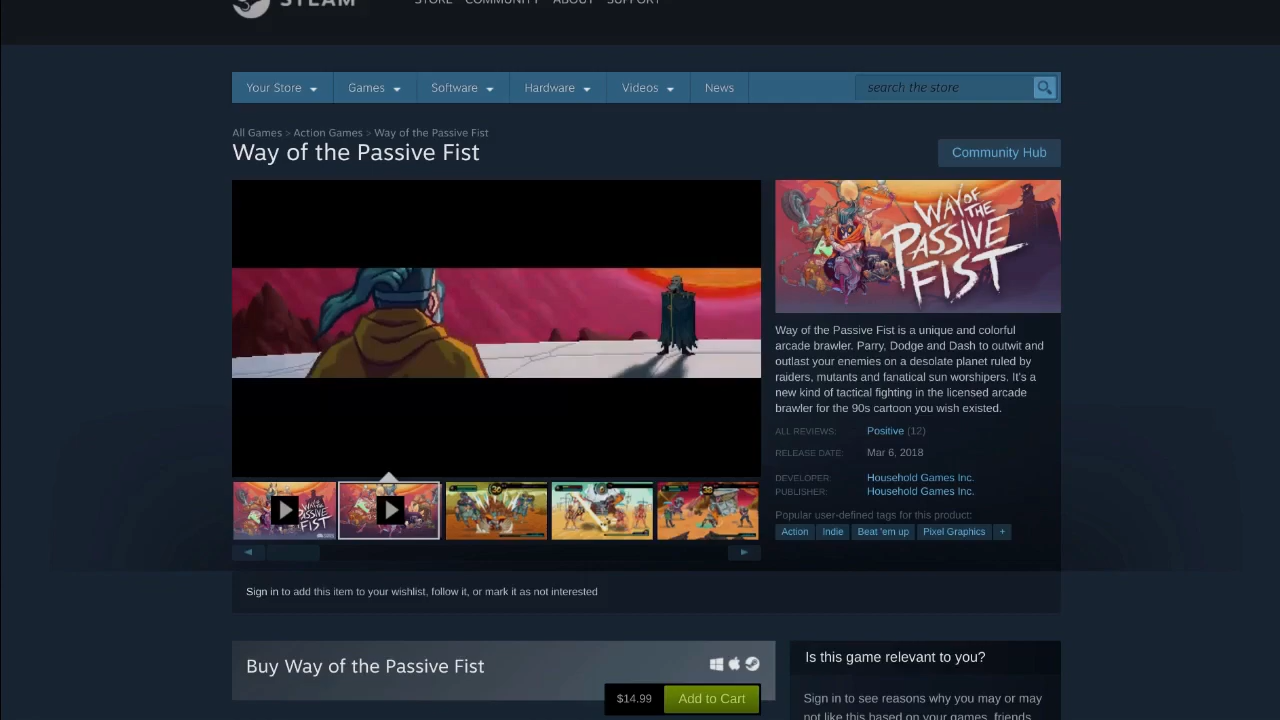 STEAM
STORE COMMUNITY ABOUT SUPPORT
Your Store Games Software Hardware Videos News search the store
All Games > Action Games > Way of the Passive Fist
Way of the Passive Fist
Community Hub
WAY OF THE PASSIVE FIST
Way of the Passive Fist is a unique and colorful
arcade brawler. Parry, Dodge and Dash to outwit and
outlast your enemies on a desolate planet ruled by
raiders, mutants and fanatical sun worshipers. It's a
new kind of tactical fighting in the licensed arcade
brawler for the 90s cartoon you wish existed.
ALL REVIEWS: Positive (12)
RELEASE DATE: Mar 6, 2018
DEVELOPER: Household Games Inc.
PUBLISHER: Household Games Inc.
Popular user-defined tags for this product:
Action Indie Beat 'em up Pixel Graphics +
Sign in to add this item to your wishlist, follow it, or mark it as not interested
Buy Way of the Passive Fist
$14.99 Add to Cart
Is this game relevant to you?
Sign in to see reasons why you may or may
not like this based on your games, friends,